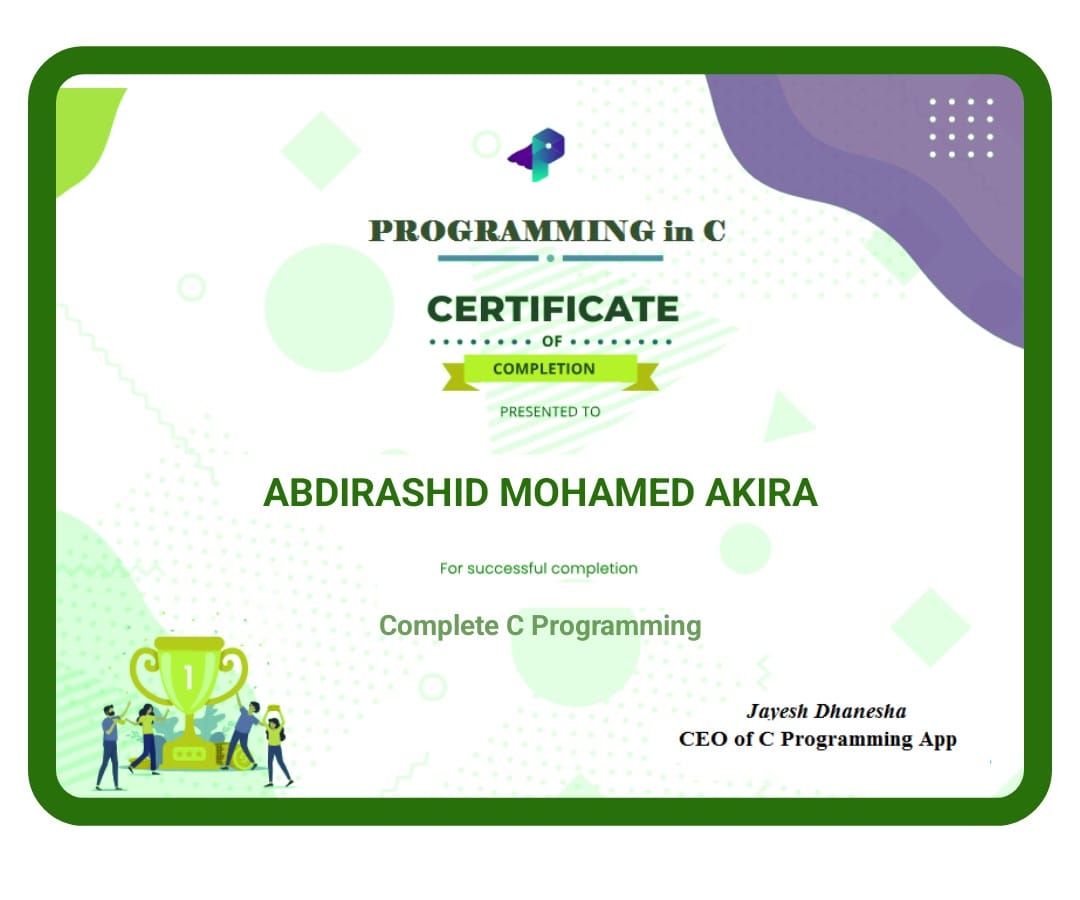 PROGRAMMING in C
CERTIFICATE
OF
COMPLETION
PRESENTED TO
ABDIRASHID MOHAMED AKIRA
For successful completion
Complete C Programming
1
Jayesh Dhanesha
CEO of C Programming App